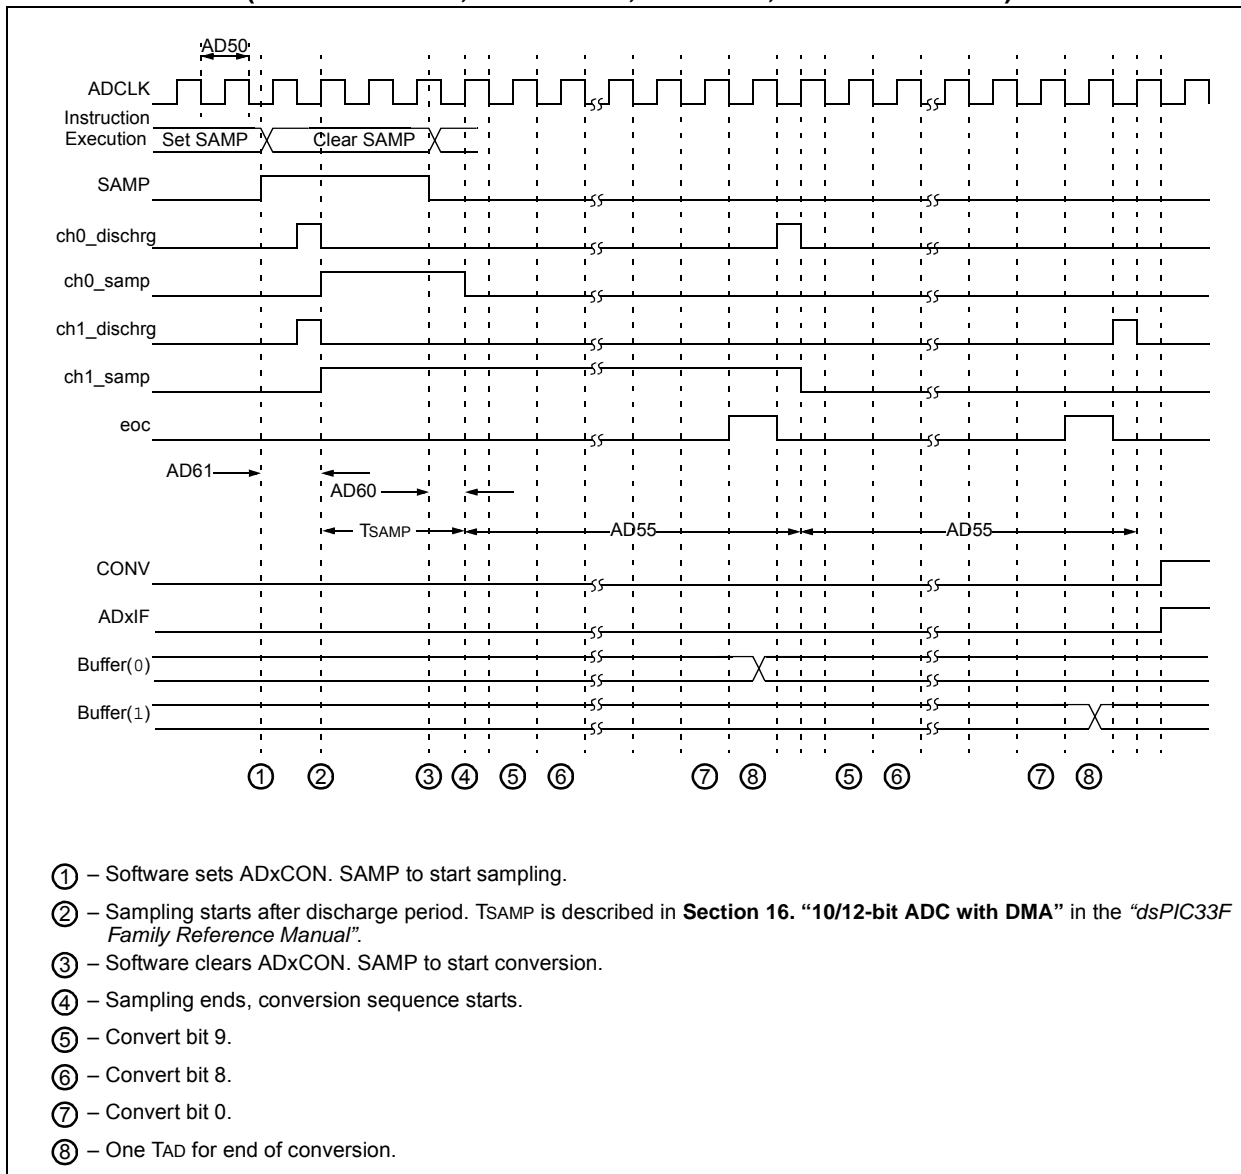 AD50
ADCLK
Instruction
Execution Set SAMP Clear SAMP
SAMP
ch0_dischrg
ch0_samp
ch1_dischrg
ch1_samp
eoc
AD61
AD60
TSAMP AD55 AD55
CONV
ADxIF
Buffer(0)
Buffer(1)
1 2 3 4 5 6 7 8 5 6 7 8
1 – Software sets ADxCON. SAMP to start sampling.
2 – Sampling starts after discharge period. TSAMP is described in Section 16. “10/12-bit ADC with DMA” in the “dsPIC33F
Family Reference Manual”.
3 – Software clears ADxCON. SAMP to start conversion.
4 – Sampling ends, conversion sequence starts.
5 – Convert bit 9.
6 – Convert bit 8.
7 – Convert bit 0.
8 – One TAD for end of conversion.